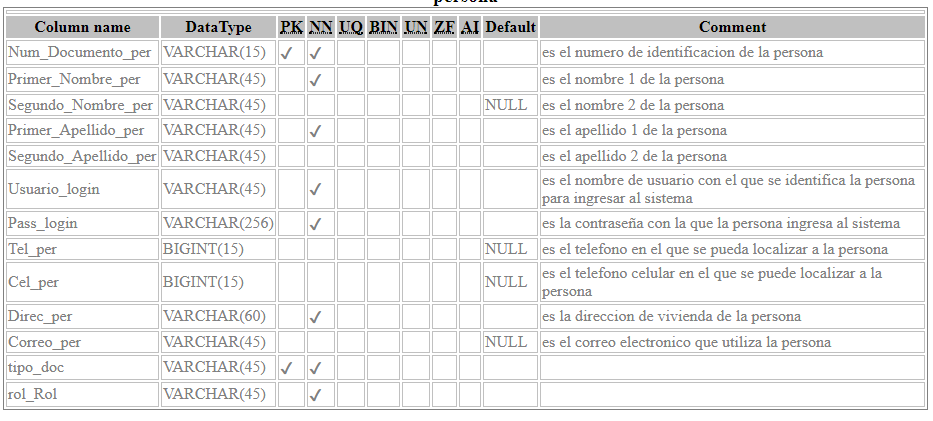 persona
Column name DataType PK NN UQ BIN UN ZF AI Default Comment
Num_Documento_per VARCHAR(15) ✓ ✓ es el numero de identificacion de la persona
Primer_Nombre_per VARCHAR(45) ✓ es el nombre 1 de la persona
Segundo_Nombre_per VARCHAR(45) NULL es el nombre 2 de la persona
Primer_Apellido_per VARCHAR(45) ✓ es el apellido 1 de la persona
Segundo_Apellido_per VARCHAR(45) es el apellido 2 de la persona
Usuario_login VARCHAR(45) ✓ es el nombre de usuario con el que se identifica la persona
para ingresar al sistema
Pass_login VARCHAR(256) ✓ es la contraseña con la que la persona ingresa al sistema
Tel_per BIGINT(15) NULL es el telefono en el que se pueda localizar a la persona
Cel_per BIGINT(15) NULL es el telefono celular en el que se puede localizar a la
persona
Direc_per VARCHAR(60) ✓ es la direccion de vivienda de la persona
Correo_per VARCHAR(45) NULL es el correo electronico que utiliza la persona
tipo_doc VARCHAR(45) ✓ ✓
rol_Rol VARCHAR(45) ✓